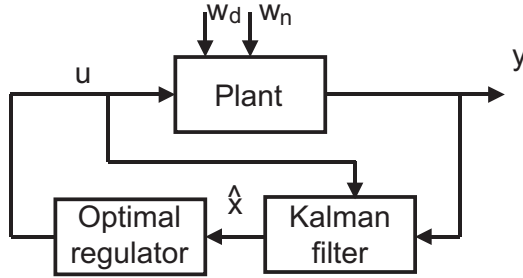 w_d w_n
y
u
Plant
x̂
Optimal
regulator
Kalman
filter